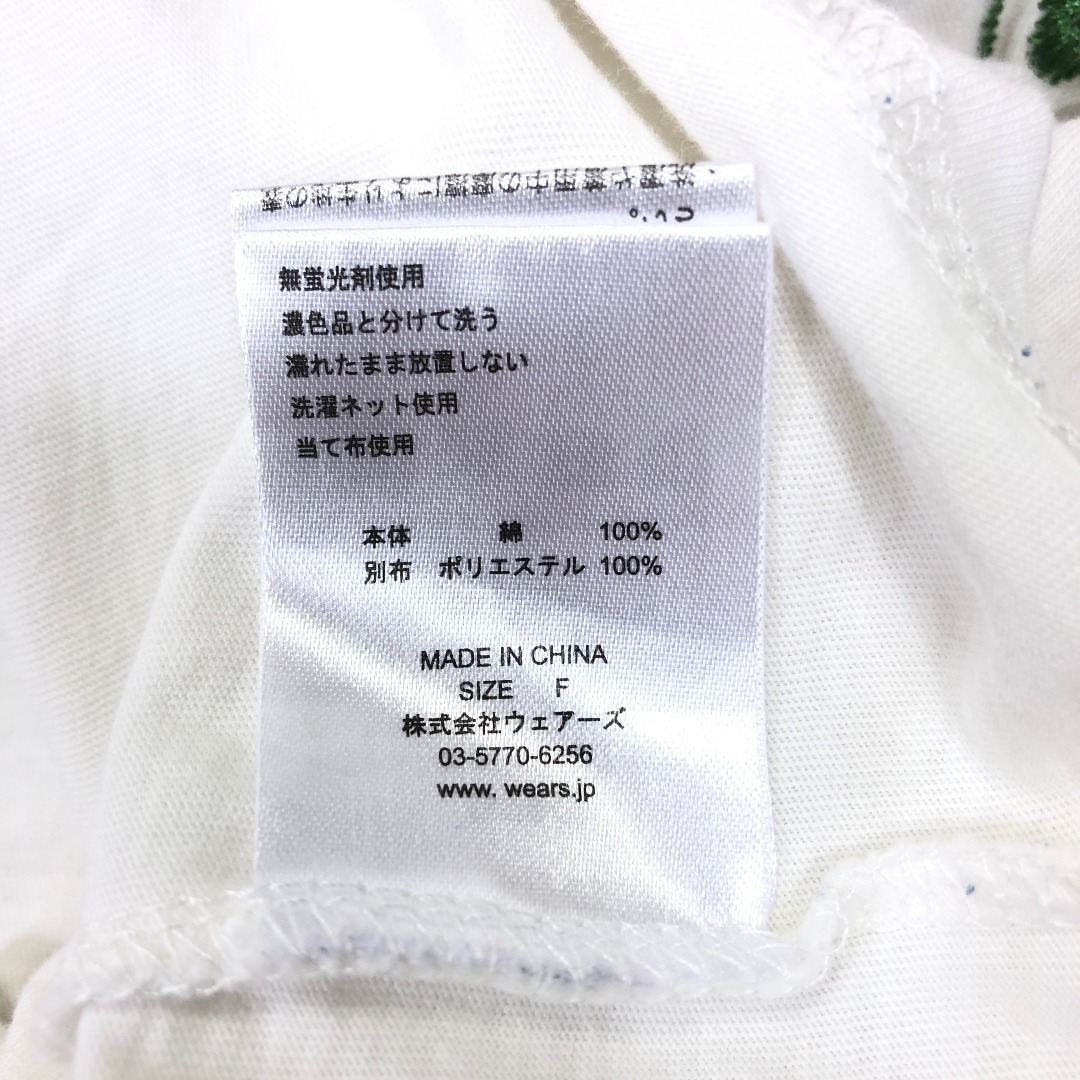 無蛍光剤使用
濃色品と分けて洗う
濡れたまま放置しない
洗濯ネット使用
当て布使用
本体 綿 100%
別布 ポリエステル 100%
MADE IN CHINA
SIZE F
株式会社ウェアーズ
03-5770-6256
www. wears.jp